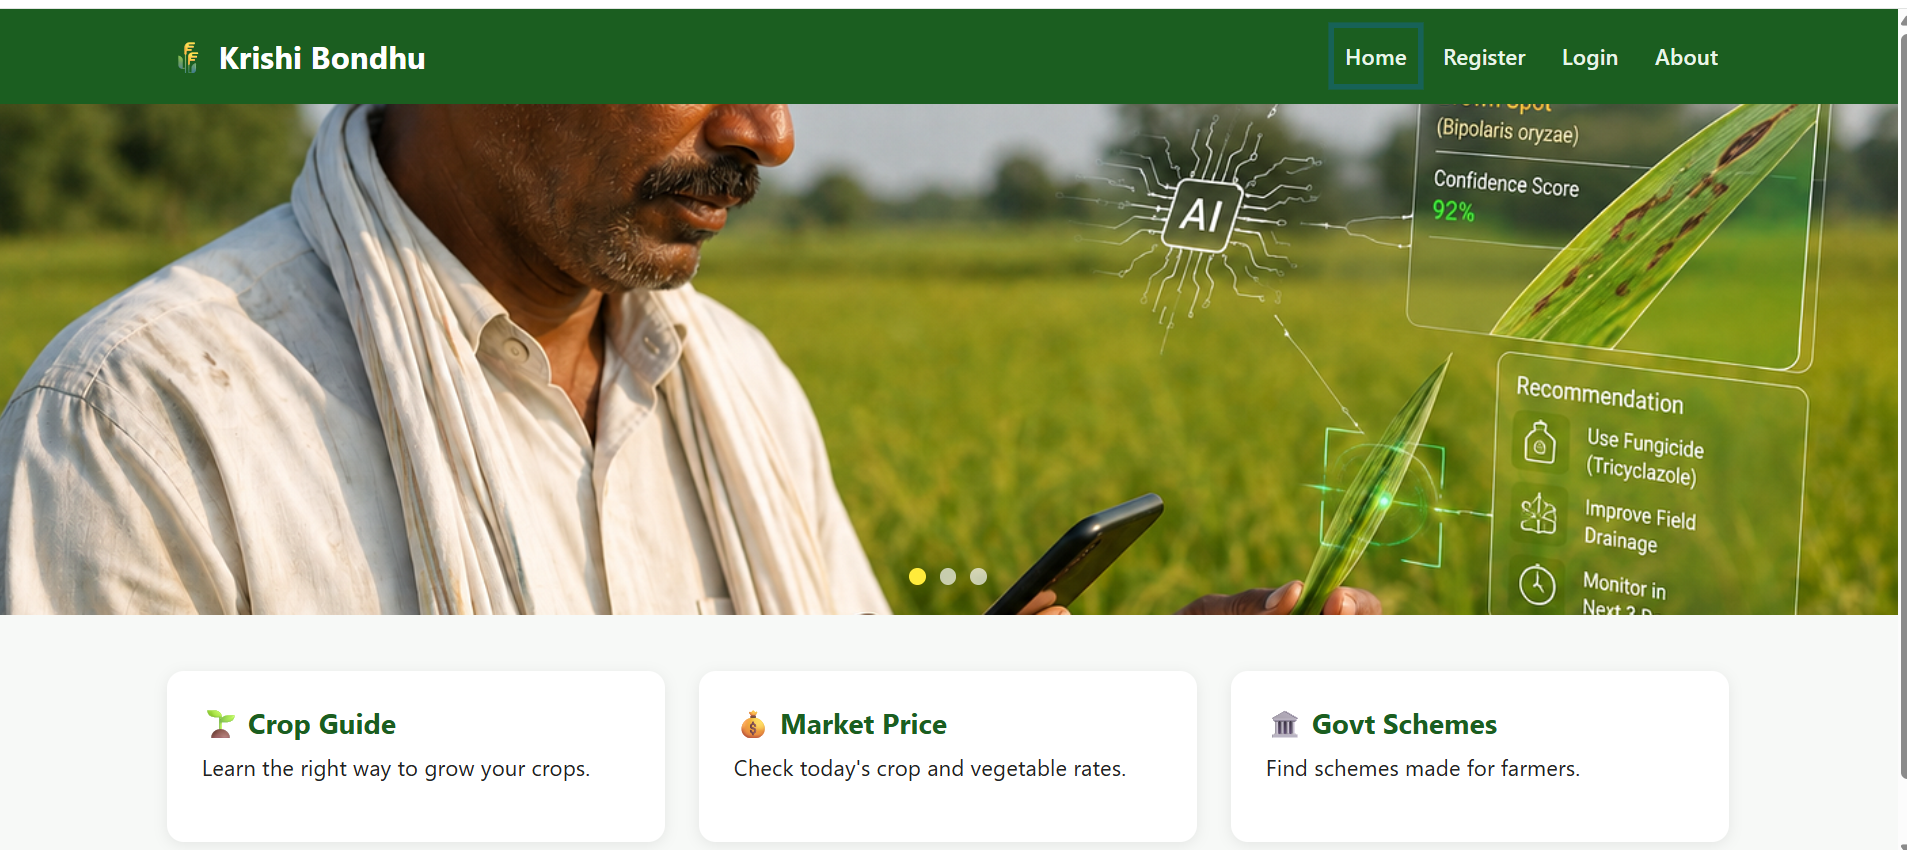 Krishi Bondhu
Home
Register
Login
About
(Bipolaris oryzae)
Confidence Score
92%
AI
Recommendation
Use Fungicide
(Tricyclazole)
Improve Field
Drainage
Monitor in
Next 3
Crop Guide
Learn the right way to grow your crops.
Market Price
Check today's crop and vegetable rates.
Govt Schemes
Find schemes made for farmers.